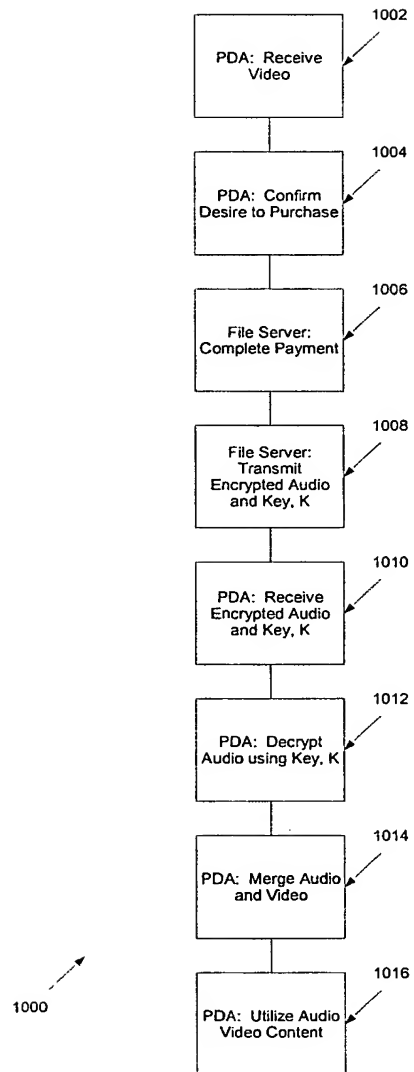 1002
PDA: Receive
Video
1004
PDA: Confirm
Desire to Purchase
1006
File Server:
Complete Payment
1008
File Server:
Transmit
Encrypted Audio
and Key, K
1010
PDA: Receive
Encrypted Audio
and Key, K
1012
PDA: Decrypt
Audio using Key, K
1014
PDA: Merge Audio
and Video
1016
PDA: Utilize Audio
Video Content
1000